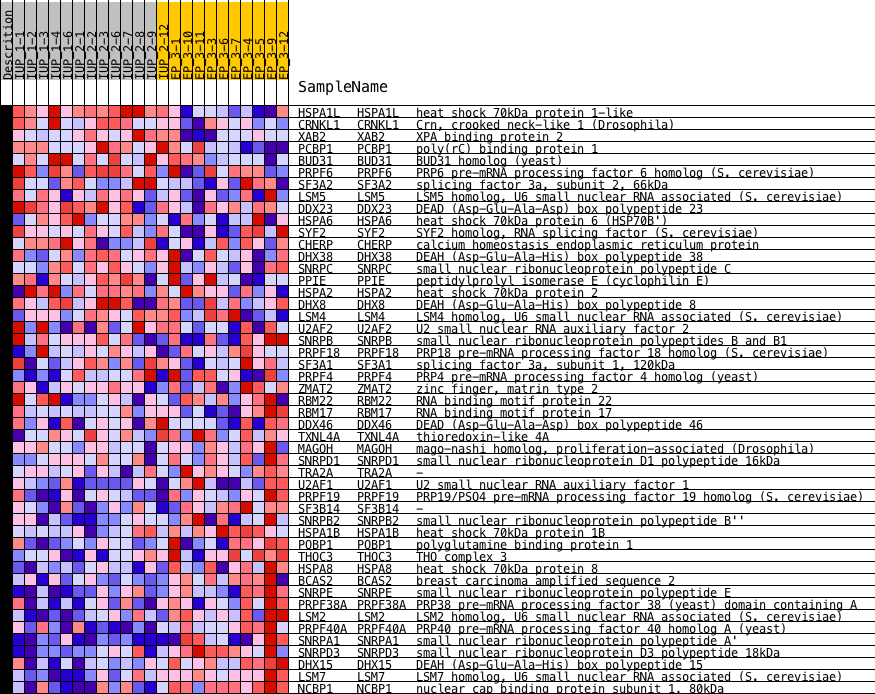 Descrition
IUP_1-1
IUP_1-2
IUP_1-3
IUP_1-4
IUP_1-6
IUP_2-2
IUP_2-3
IUP_2-6
IUP_2-7
IUP_2-8
IUP_2-9
IUP_2-12
EP_3-1
EP_3-10
EP_3-11
EP_3-3
EP_3-6
EP_3-7
EP_3-4
EP_3-5
EP_3-9
EP_3-12
SampleName
HSPA1L HSPA1L heat shock 70kDa protein 1-like
CRNKL1 CRNKL1 Crn, crooked neck-like 1 (Drosophila)
XAB2 XAB2 XPA binding protein 2
PCBP1 PCBP1 poly(rC) binding protein 1
BUD31 BUD31 BUD31 homolog (yeast)
PRPF6 PRPF6 PRP6 pre-mRNA processing factor 6 homolog (S. cerevisiae)
SF3A2 SF3A2 splicing factor 3a, subunit 2, 66kDa
LSM5 LSM5 LSM5 homolog, U6 small nuclear RNA associated (S. cerevisiae)
DDX23 DDX23 DEAD (Asp-Glu-Ala-Asp) box polypeptide 23
HSPA6 HSPA6 heat shock 70kDa protein 6 (HSP70B')
SYF2 SYF2 SYF2 homolog, RNA splicing factor (S. cerevisiae)
CHERP CHERP calcium homeostasis endoplasmic reticulum protein
DHX38 DHX38 DEAH (Asp-Glu-Ala-His) box polypeptide 38
SNRPC SNRPC small nuclear ribonucleoprotein polypeptide C
PPIE PPIE peptidylprolyl isomerase E (cyclophilin E)
HSPA2 HSPA2 heat shock 70kDa protein 2
DHX8 DHX8 DEAH (Asp-Glu-Ala-His) box polypeptide 8
LSM4 LSM4 LSM4 homolog, U6 small nuclear RNA associated (S. cerevisiae)
U2AF2 U2AF2 U2 small nuclear RNA auxiliary factor 2
SNRPB SNRPB small nuclear ribonucleoprotein polypeptides B and B1
PRPF18 PRPF18 PRP18 pre-mRNA processing factor 18 homolog (S. cerevisiae)
SF3A1 SF3A1 splicing factor 3a, subunit 1, 120kDa
PRPF4 PRPF4 PRP4 pre-mRNA processing factor 4 homolog (yeast)
ZMAT2 ZMAT2 zinc finger, matrin type 2
RBM22 RBM22 RNA binding motif protein 22
RBM17 RBM17 RNA binding motif protein 17
DDX46 DDX46 DEAD (Asp-Glu-Ala-Asp) box polypeptide 46
TXNL4A TXNL4A thioredoxin-like 4A
MAGOH MAGOH mago-nashi homolog, proliferation-associated (Drosophila)
SNRPD1 SNRPD1 small nuclear ribonucleoprotein D1 polypeptide 16kDa
TRA2A TRA2A -
U2AF1 U2AF1 U2 small nuclear RNA auxiliary factor 1
PRPF19 PRPF19 PRP19/PSO4 pre-mRNA processing factor 19 homolog (S. cerevisiae)
SF3B14 SF3B14 -
SNRPB2 SNRPB2 small nuclear ribonucleoprotein polypeptide B''
HSPA1B HSPA1B heat shock 70kDa protein 1B
PQBP1 PQBP1 polyglutamine binding protein 1
THOC3 THOC3 THO complex 3
HSPA8 HSPA8 heat shock 70kDa protein 8
BCAS2 BCAS2 breast carcinoma amplified sequence 2
SNRPE SNRPE small nuclear ribonucleoprotein polypeptide E
PRPF38A PRPF38A PRP38 pre-mRNA processing factor 38 (yeast) domain containing A
LSM2 LSM2 LSM2 homolog, U6 small nuclear RNA associated (S. cerevisiae)
PRPF40A PRPF40A PRP40 pre-mRNA processing factor 40 homolog A (yeast)
SNRPA1 SNRPA1 small nuclear ribonucleoprotein polypeptide A'
SNRPD3 SNRPD3 small nuclear ribonucleoprotein D3 polypeptide 18kDa
DHX15 DHX15 DEAH (Asp-Glu-Ala-His) box polypeptide 15
LSM7 LSM7 LSM7 homolog, U6 small nuclear RNA associated (S. cerevisiae)
NCBP1 NCBP1 nuclear cap binding protein subunit 1, 80kDa